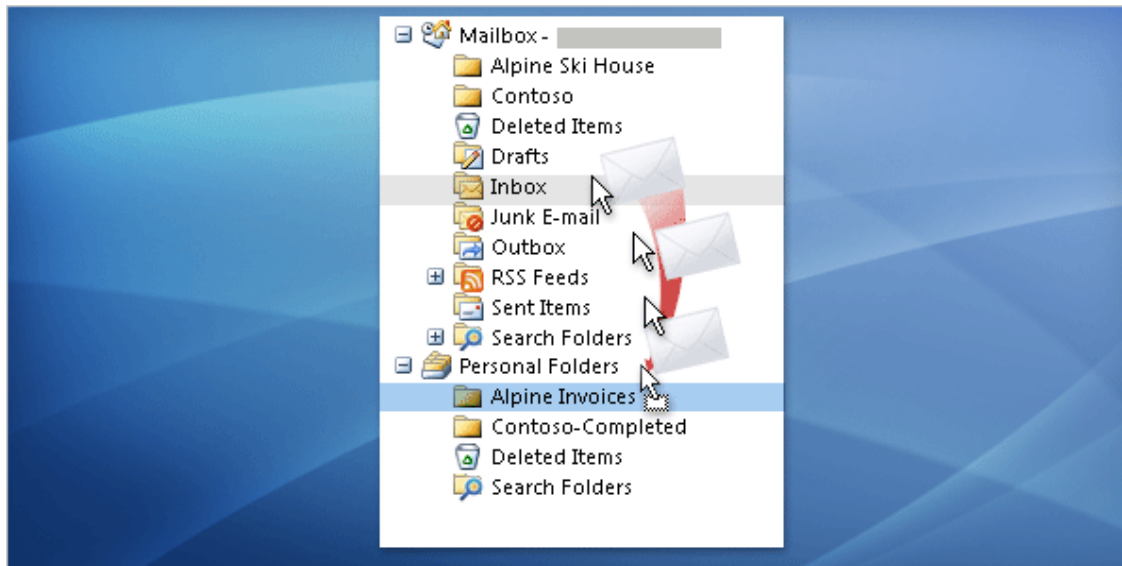 Mailbox -
Alpine Ski House
Contoso
Deleted Items
Drafts
Inbox
Junk E-mail
Outbox
RSS Feeds
Sent Items
Search Folders
Personal Folders
Alpine Invoices
Contoso-Completed
Deleted Items
Search Folders